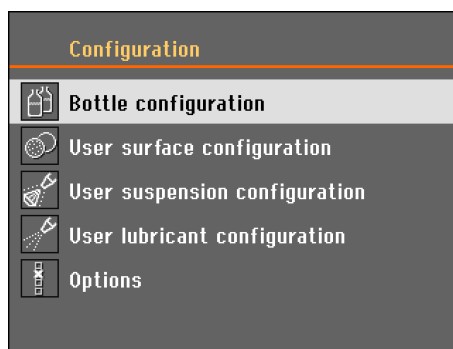 Configuration
Bottle configuration
User surface configuration
User suspension configuration
User lubricant configuration
Options